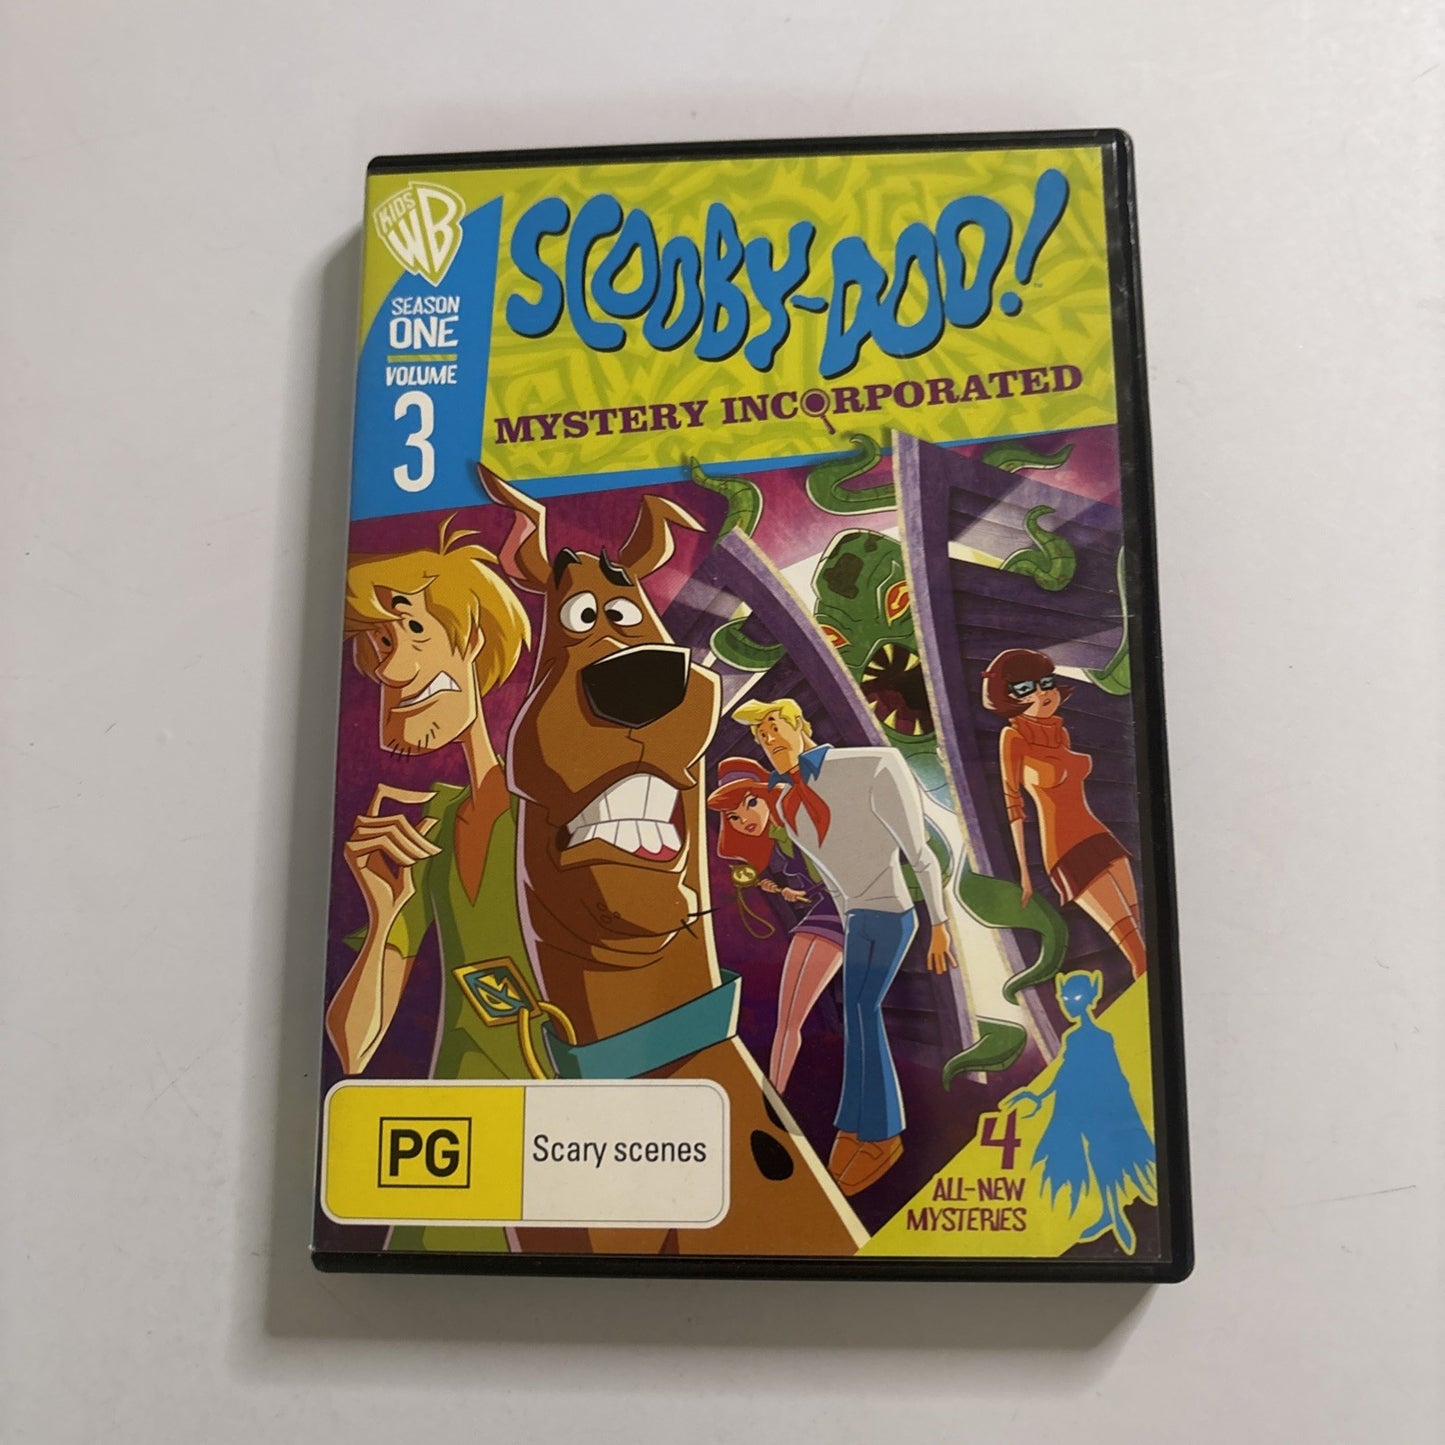 KIDS
WB
SEASON
ONE
VOLUME
3
SCOOBY-DOO!
MYSTERY INCORPORATED
PG
Scary scenes
4
ALL-NEW
MYSTERIES